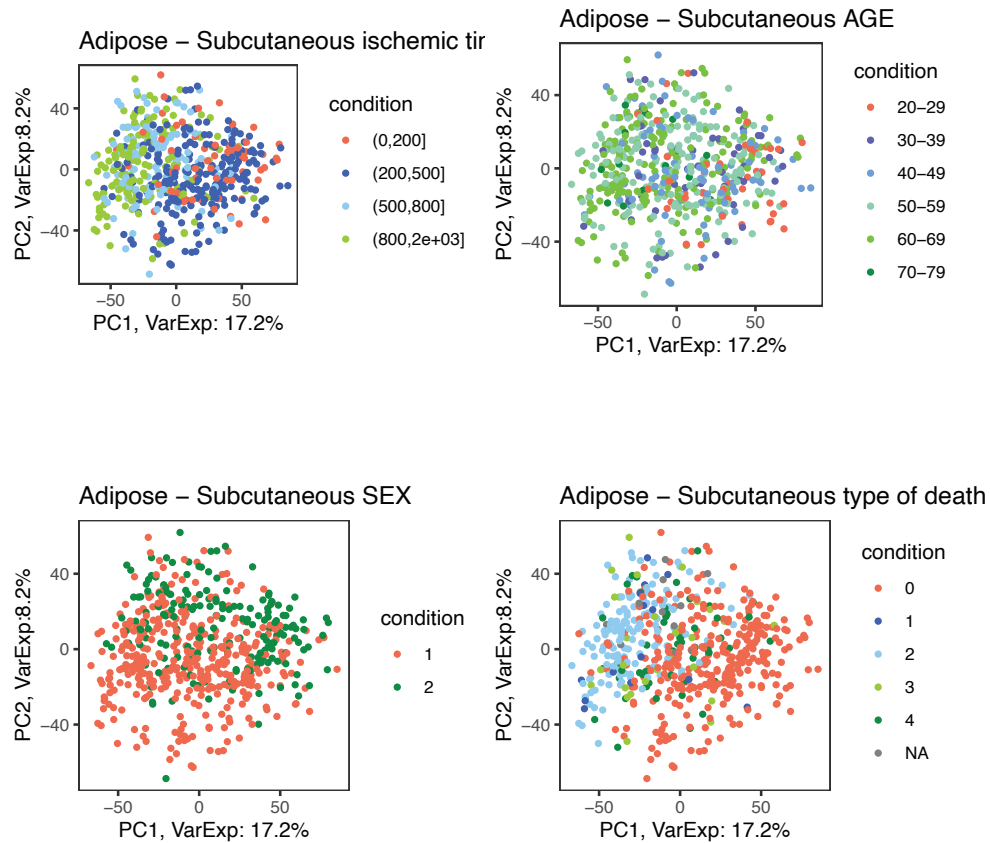 Adipose − Subcutaneous ischemic tir
PC2, VarExp:8.2%
40
0
−40
−50 0 50
PC1, VarExp: 17.2%
condition
(0,200]
(200,500]
(500,800]
(800,2e+03]
Adipose − Subcutaneous AGE
PC2, VarExp:8.2%
40
0
−40
−50 0 50
PC1, VarExp: 17.2%
condition
20−29
30−39
40−49
50−59
60−69
70−79
Adipose − Subcutaneous SEX
PC2, VarExp:8.2%
40
0
−40
−50 0 50
PC1, VarExp: 17.2%
condition
1
2
Adipose − Subcutaneous type of death
PC2, VarExp:8.2%
40
0
−40
−50 0 50
PC1, VarExp: 17.2%
condition
0
1
2
3
4
NA